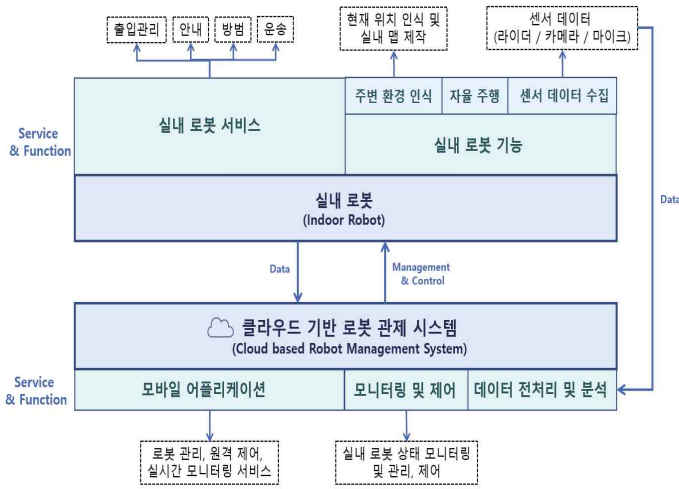 출입관리
안내
방범
운송
현재 위치 인식 및
실내 맵 제작
센서 데이터
(라이더 / 카메라 / 마이크)
Service
& Function
실내 로봇 서비스
주변 환경 인식
자율 주행
센서 데이터 수집
실내 로봇 기능
실내 로봇
(Indoor Robot)
Data
Data
Management
& Control
클라우드 기반 로봇 관제 시스템
(Cloud based Robot Management System)
Service
& Function
모바일 어플리케이션
모니터링 및 제어
데이터 전처리 및 분석
로봇 관리, 원격 제어,
실시간 모니터링 서비스
실내 로봇 상태 모니터링
및 관리, 제어